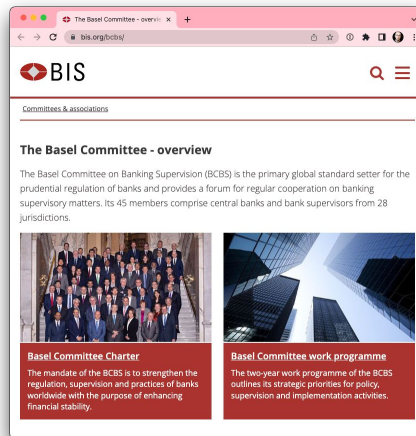 The Basel Committee - overvie
bis.org/bcbs/
BIS
Committees & associations
The Basel Committee - overview
The Basel Committee on Banking Supervision (BCBS) is the primary global standard setter for the
prudential regulation of banks and provides a forum for regular cooperation on banking
supervisory matters. Its 45 members comprise central banks and bank supervisors from 28
jurisdictions.
Basel Committee Charter
The mandate of the BCBS is to strengthen the
regulation, supervision and practices of banks
worldwide with the purpose of enhancing
financial stability.
Basel Committee work programme
The two-year work programme of the BCBS
outlines its strategic priorities for policy,
supervision and implementation activities.